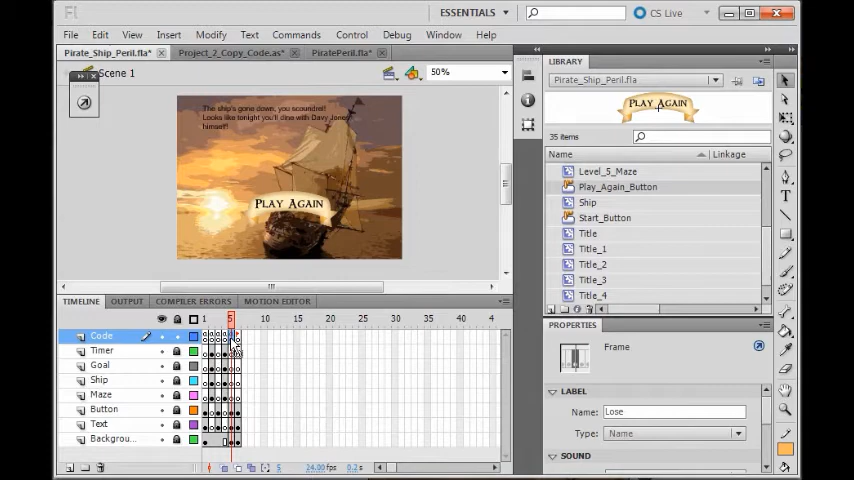 Fl
ESSENTIALS
CS Live
File Edit View Insert Modify Text Commands Control Debug Window Help
Pirate_Ship_Peril.fla* Project_2_Copy_Code.as* PiratePeril.fla*
Scene 1
50%
The ship's gone down, you scoundrel!
Looks like tonight you'll dine with Davy Jones
himself!
PLAY AGAIN
LIBRARY
Pirate_Ship_Peril.fla
PLAY AGAIN
35 items
Name Linkage
Level_5_Maze
Play_Again_Button
Ship
Start_Button
Title
Title_1
Title_2
Title_3
Title_4
TIMELINE OUTPUT COMPILER ERRORS MOTION EDITOR
1 5 10 15 20 25 30 35 40 4
Code
Timer
Goal
Ship
Maze
Button
Text
Backgrou...
5 24.00 fps 0.2 s
PROPERTIES
Frame
LABEL
Name: Lose
Type: Name
SOUND